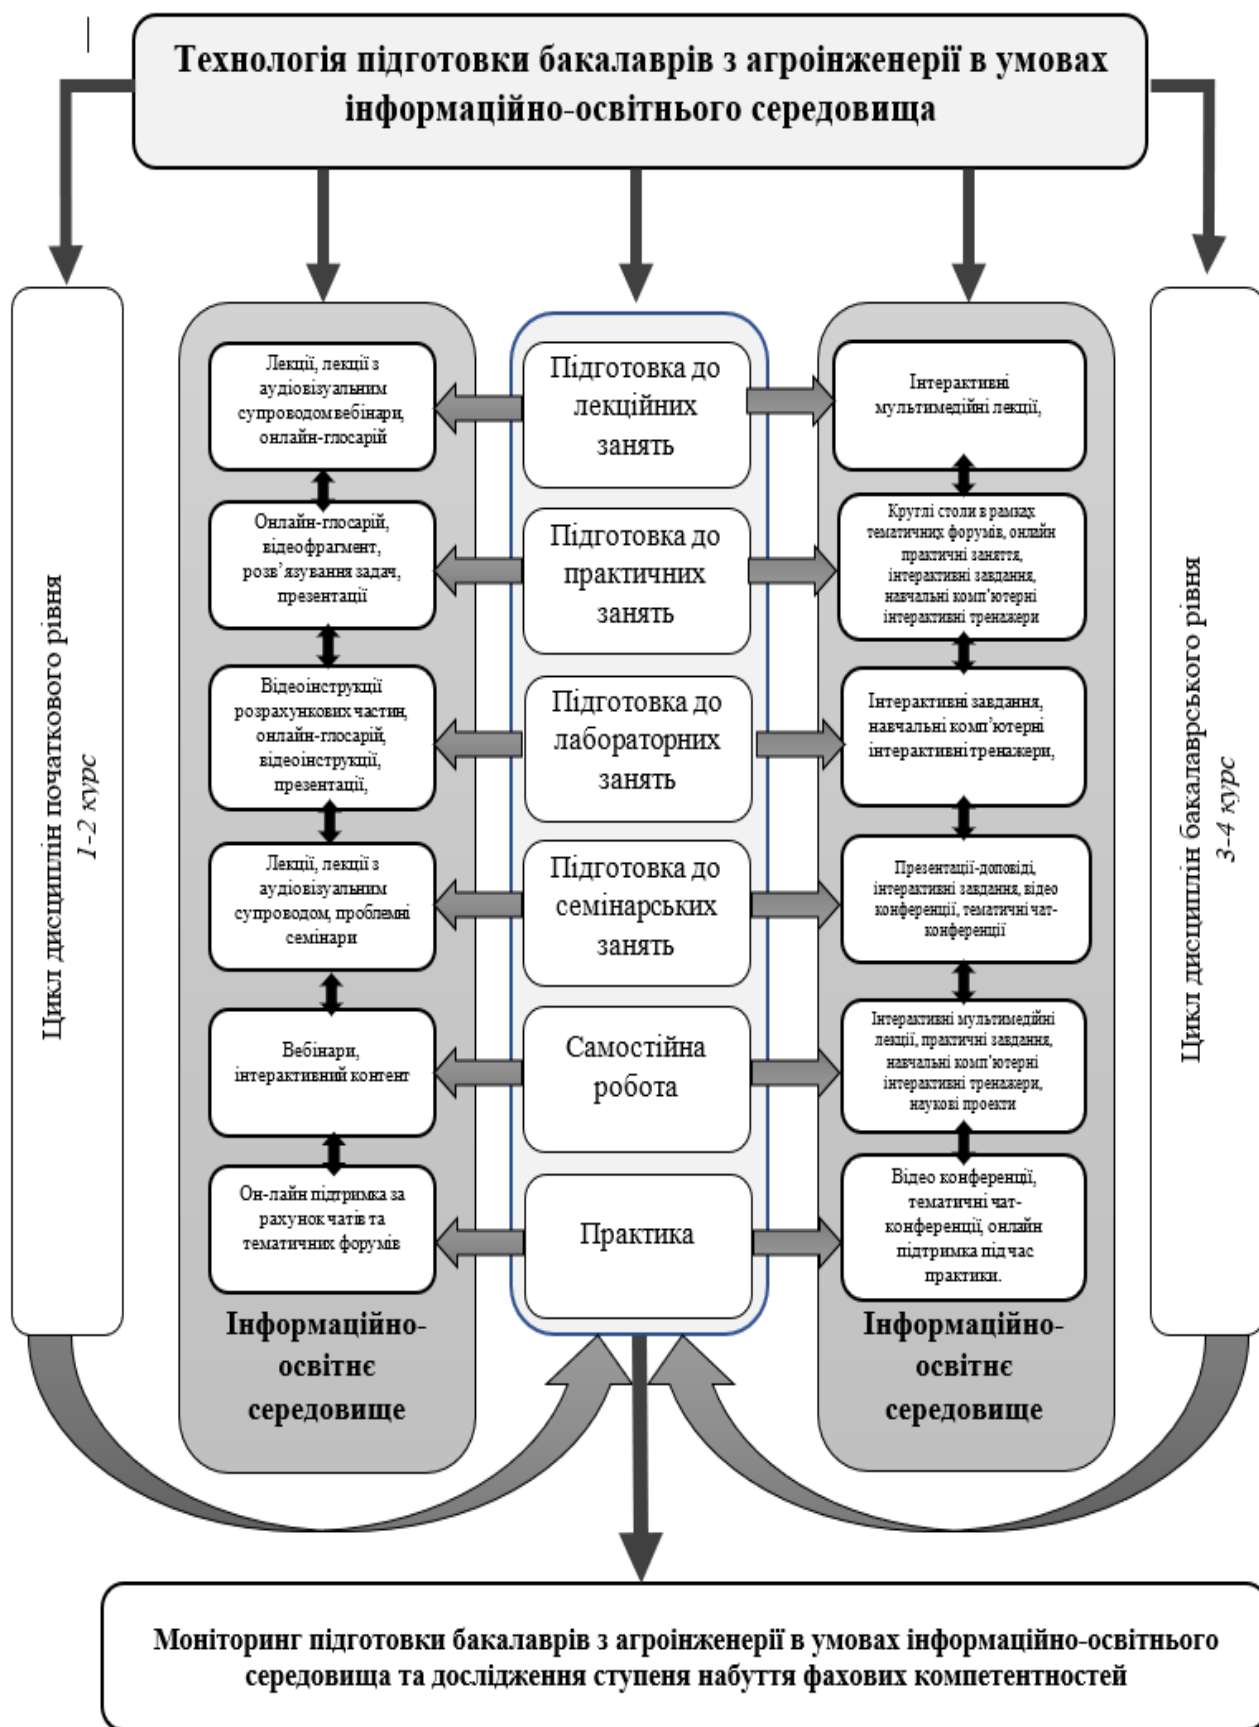 Технологія підготовки бакалаврів з агроінженерії в умовах
інформаційно-освітнього середовища
Цикл дисциплін початкового рівня
1-2 курс
Лекції, лекції з
аудіовізуальним
супроводом вебінари,
онлайн-глосарій
Онлайн-глосарій,
відеофрагмент,
розв’язування задач,
презентації
Відеоінструкції
розрахункових частин,
онлайн-глосарій,
відеоінструкції,
презентації,
Лекції, лекції з
аудіовізуальним
супроводом, проблемні
семінари
Вебінари,
інтерактивний контент
Он-лайн підтримка за
рахунок чатів та
тематичних форумів
Інформаційно-
освітнє
середовище
Підготовка до
лекційних
занять
Підготовка до
практичних
занять
Підготовка до
лабораторних
занять
Підготовка до
семінарських
занять
Самостійна
робота
Практика
Інтерактивні
мультимедійні лекції,
Круглі столи в рамках
тематичних форумів, онлайн
практичні заняття,
інтерактивні завдання,
навчальні комп’ютерні
інтерактивні тренажери
Інтерактивні завдання,
навчальні комп’ютерні
інтерактивні тренажери,
Презентації-доповіді,
інтерактивні завдання, відео
конференції, тематичні чат-
конференції
Інтерактивні мультимедійні
лекції, практичні завдання,
навчальні комп’ютерні
інтерактивні тренажери,
наукові проекти
Відео конференції,
тематичні чат-
конференції, онлайн
підтримка під час
практики.
Інформаційно-
освітнє
середовище
Цикл дисциплін бакалаврського рівня
3-4 курс
Моніторинг підготовки бакалаврів з агроінженерії в умовах інформаційно-освітнього
середовища та дослідження ступеня набуття фахових компетентностей